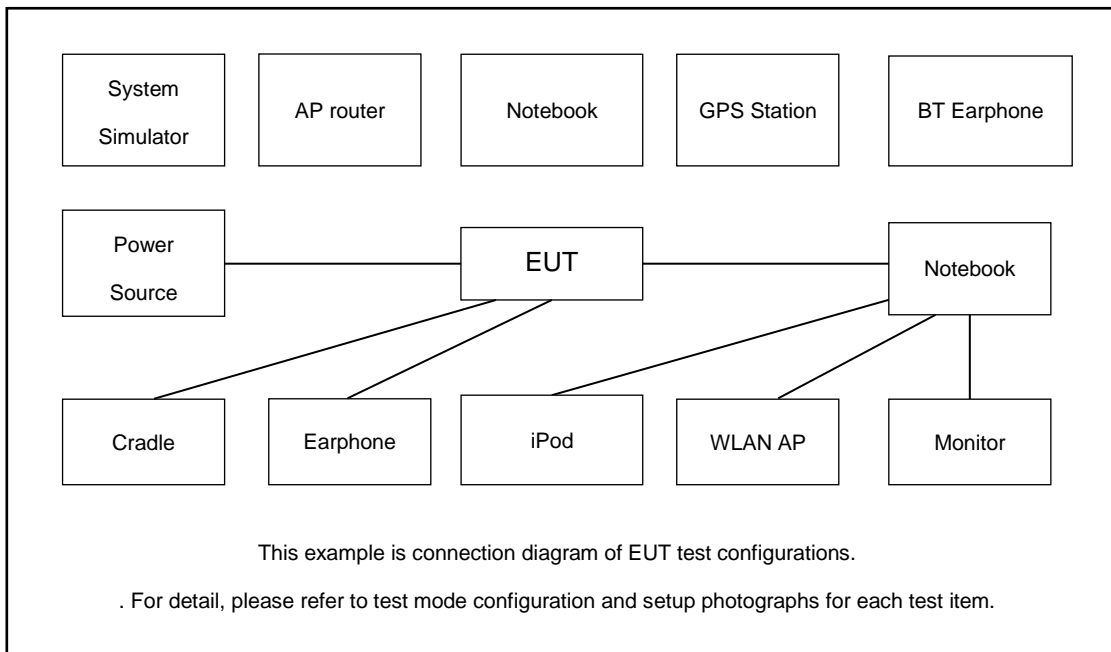 System
Simulator
AP router
Notebook
GPS Station
BT Earphone
Power
Source
EUT
Notebook
Cradle
Earphone
iPod
WLAN AP
Monitor
This example is connection diagram of EUT test configurations.
. For detail, please refer to test mode configuration and setup photographs for each test item.